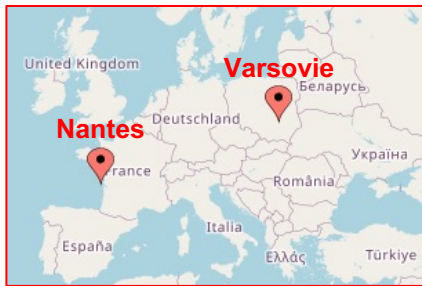 United Kingdom
Varsovie
Беларусь
Nantes
Deutschland
France
Україна
România
Italia
España
Ελλάς
Türkiye